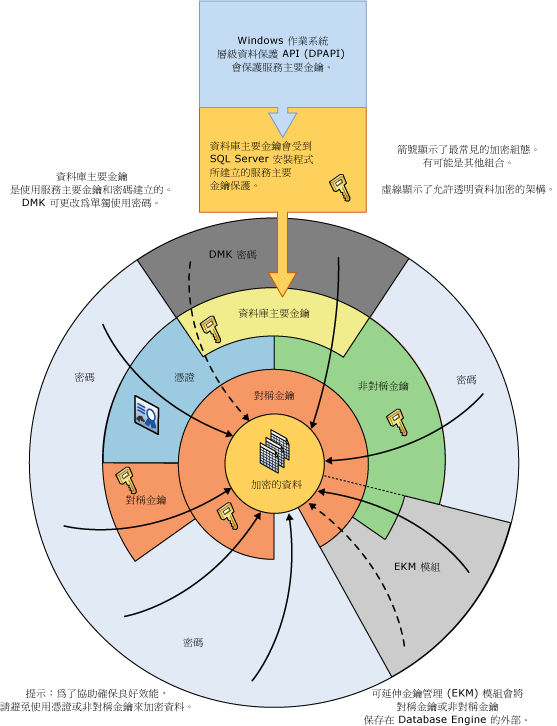 Windows 作業系統
層級資料保護 API (DPAPI)
會保護服務主要金鑰。
資料庫主要金鑰會受到
SQL Server 安裝程式
所建立的服務主要
金鑰保護。
箭號顯示了最常見的加密組態。
有可能是其他組合。
虛線顯示了允許透明資料加密的架構。
資料庫主要金鑰
是使用服務主要金鑰和密碼建立的。
DMK 可更改為單獨使用密碼。
DMK 密碼
資料庫主要金鑰
密碼
憑證
對稱金鑰
非對稱金鑰
密碼
加密的資料
對稱金鑰
EKM 模組
密碼
提示：為了協助確保良好效能，
請避免使用憑證或非對稱金鑰來加密資料。
可延伸金鑰管理 (EKM) 模組會將
對稱金鑰或非對稱金鑰
保存在 Database Engine 的外部。